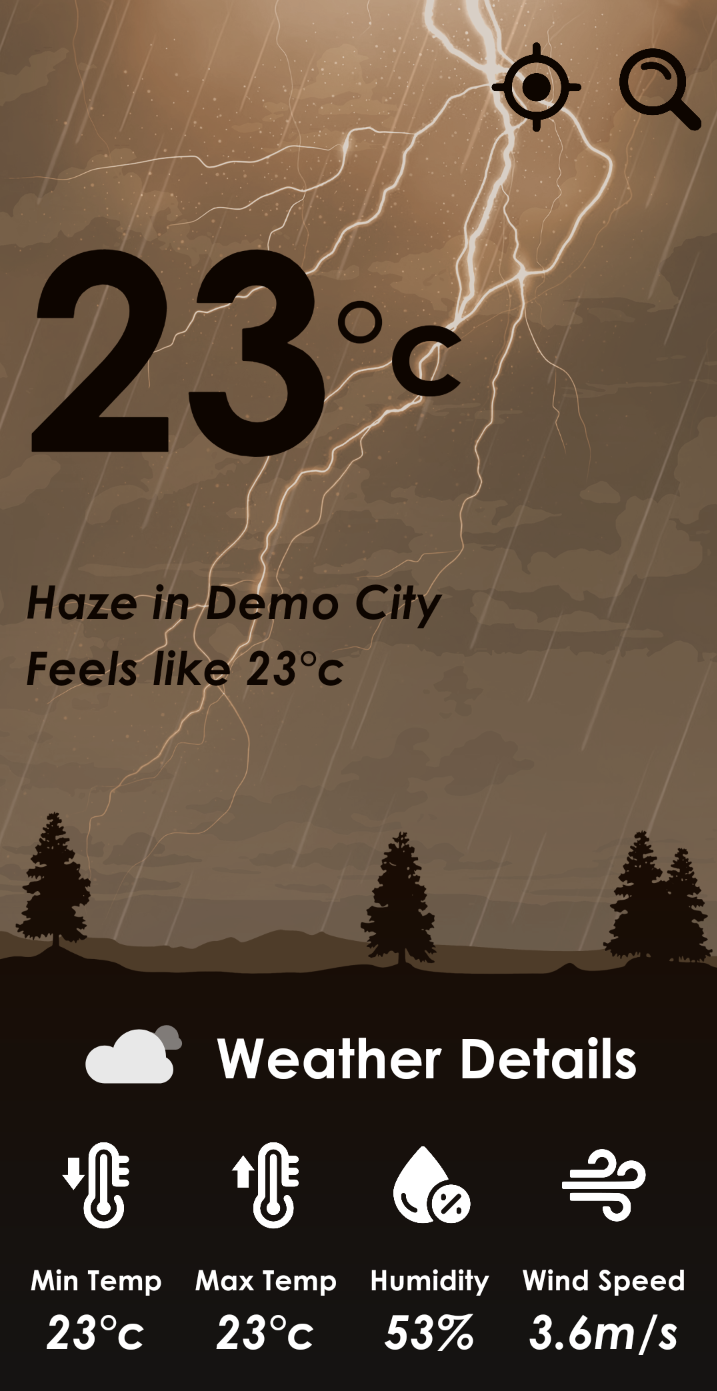 23°c
Haze in Demo City
Feels like 23°c
Weather Details
Min Temp Max Temp Humidity Wind Speed
23°c 23°c 53% 3.6m/s